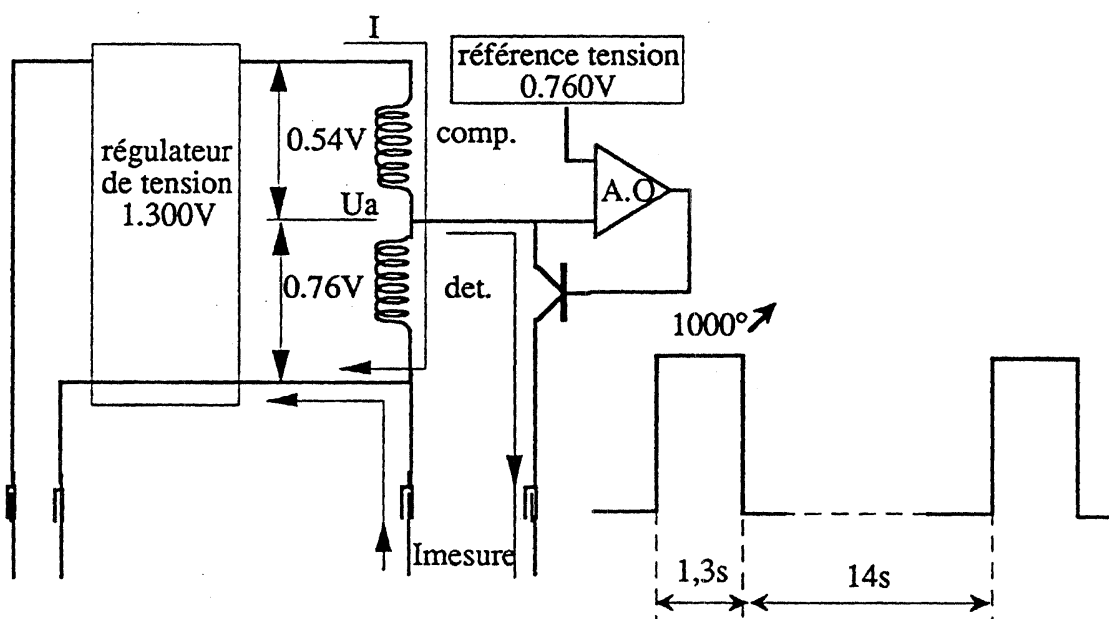 I
référence tension
0.760V
régulateur
de tension
1.300V
0.54V
comp.
A.O
Ua
0.76V
det.
1000°
Imesure
1,3s
14s